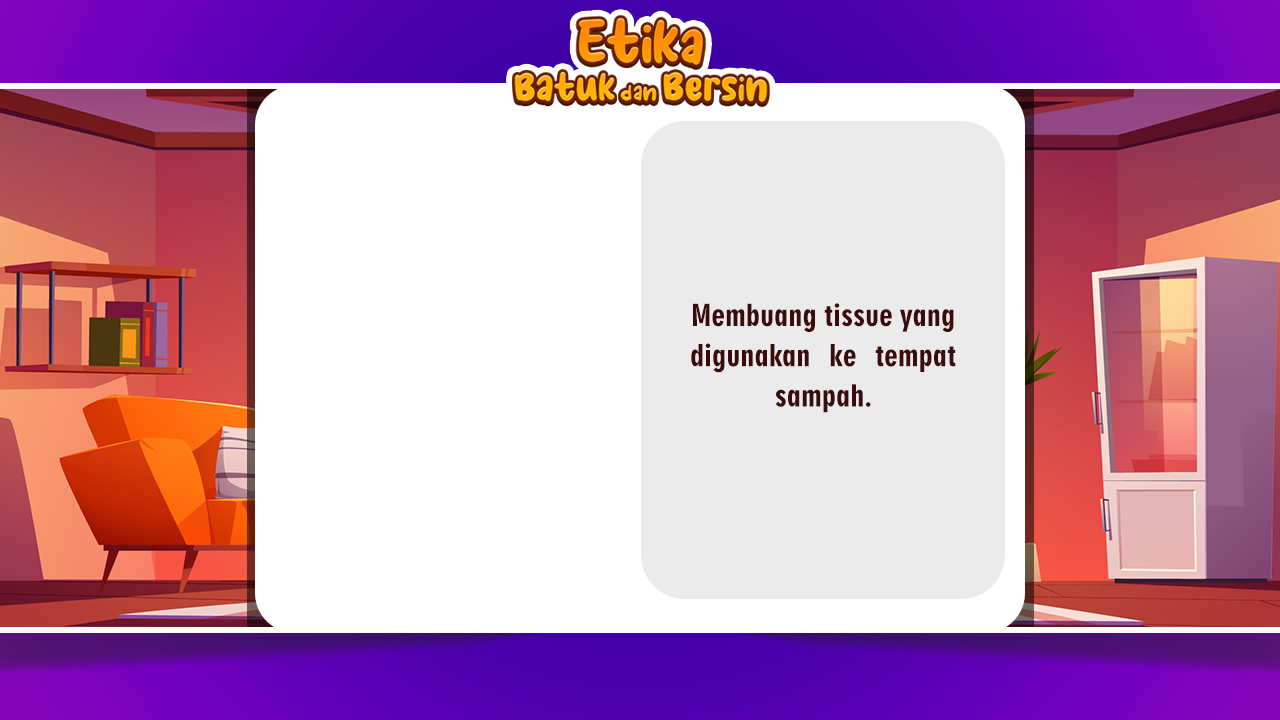 Etika
Batuk dan Bersin
Membuang tissue yang
digunakan ke tempat
sampah.